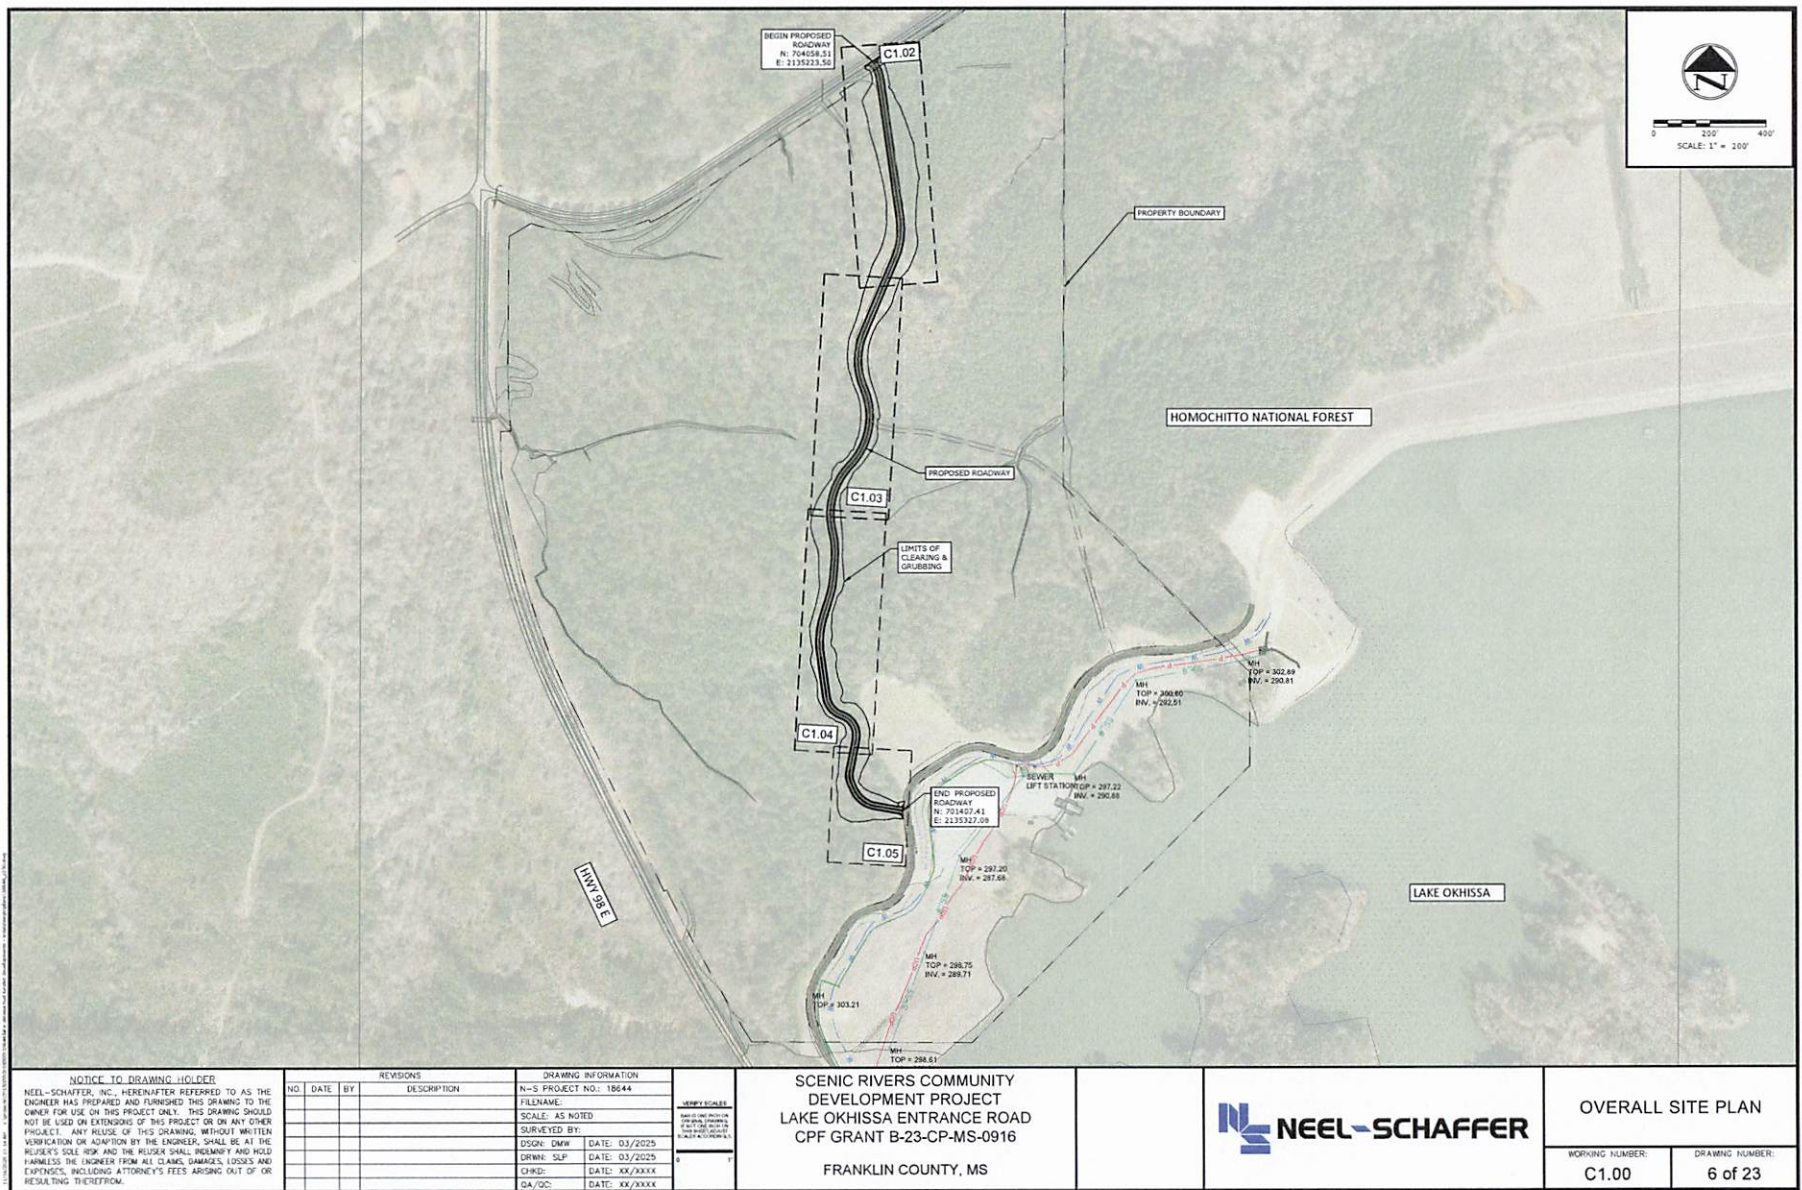 BEGIN PROPOSED
ROADWAY
N: 704058.51
E: 2135223.50
C1.02
N
0 200' 400'
SCALE: 1" = 200'
PROPERTY BOUNDARY
HOMOCHITTO NATIONAL FOREST
PROPOSED ROADWAY
C1.03
LIMITS OF
CLEARING &
GRUBBING
MH
TOP = 302.89
INV. = 290.81
MH
TOP = 300.60
INV. = 292.51
C1.04
SEWER
LIFT STATION
MH
TOP = 297.22
INV. = 290.88
END PROPOSED
ROADWAY
N: 701407.41
E: 2135327.09
C1.05
MH
TOP = 297.20
INV. = 287.68
HWY 98 E
LAKE OKHISSA
MH
TOP = 298.75
INV. = 289.71
MH
TOP = 303.21
MH
TOP = 298.61
NOTICE TO DRAWING HOLDER
NEEL-SCHAFFER, INC., HEREINAFTER REFERRED TO AS THE
ENGINEER HAS PREPARED AND FURNISHED THIS DRAWING TO THE
OWNER FOR USE ON THIS PROJECT ONLY. THIS DRAWING SHOULD
NOT BE USED ON EXTENSIONS OF THIS PROJECT OR ON ANY OTHER
PROJECT. ANY REUSE OF THIS DRAWING, WITHOUT WRITTEN
VERIFICATION OR ADAPTION BY THE ENGINEER, SHALL BE AT THE
REUSER'S SOLE RISK AND THE REUSER SHALL INDEMNIFY AND HOLD
HARMLESS THE ENGINEER FROM ALL CLAIMS, DAMAGES, LOSSES AND
EXPENSES, INCLUDING ATTORNEY'S FEES ARISING OUT OF OR
RESULTING THEREFROM.
REVISIONS
NO. DATE BY DESCRIPTION
DRAWING INFORMATION
N-S PROJECT NO.: 18644
FILENAME:
SCALE: AS NOTED
SURVEYED BY:
DSGN: DMW DATE: 03/2025
DRWN: SLP DATE: 03/2025
CHKD: DATE: XX/XXXX
QA/QC: DATE: XX/XXXX
VERIFY SCALES
0 1"
SCENIC RIVERS COMMUNITY
DEVELOPMENT PROJECT
LAKE OKHISSA ENTRANCE ROAD
CPF GRANT B-23-CP-MS-0916
FRANKLIN COUNTY, MS
NEEL-SCHAFFER
OVERALL SITE PLAN
WORKING NUMBER:
C1.00
DRAWING NUMBER:
6 of 23